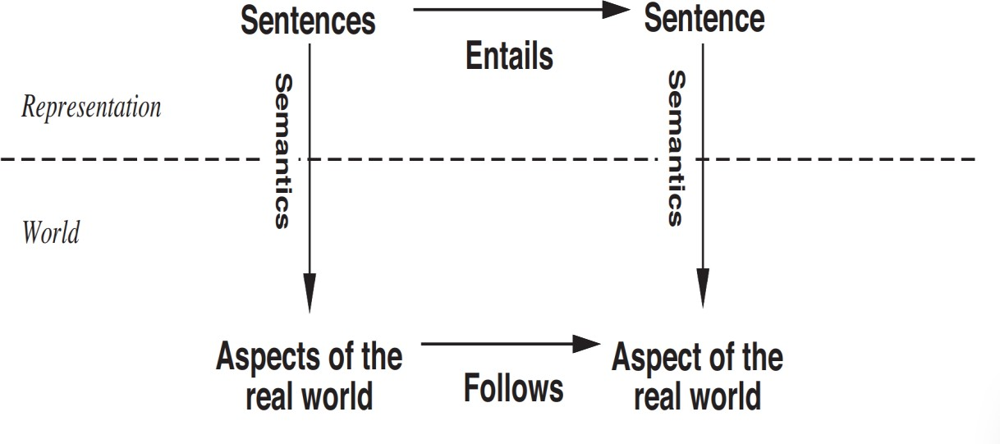 Sentences
Sentence
Entails
Semantics
Semantics
Representation
World
Aspects of the
real world
Aspect of the
real world
Follows